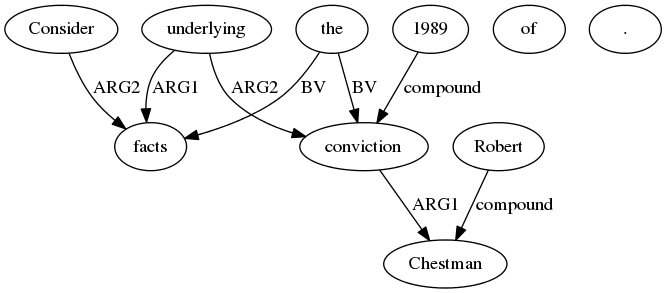 Consider underlying the 1989 of .
ARG2 ARG1 ARG2 BV BV compound
facts conviction Robert
ARG1 compound
Chestman